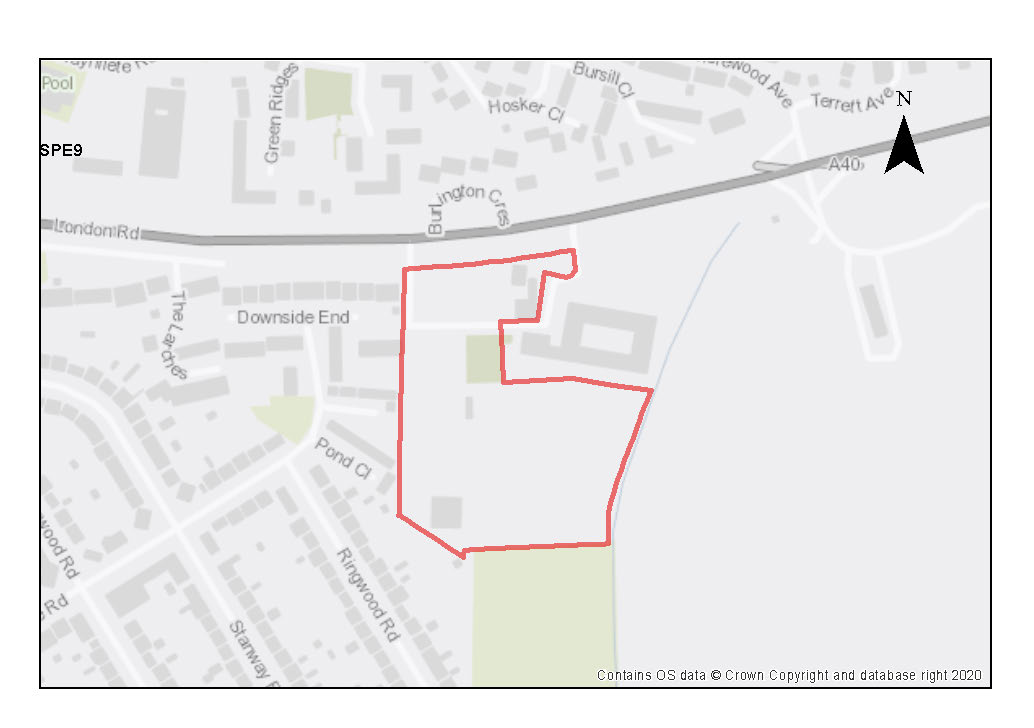 Pool
Green Ridges
Bursill Cl
Hosker Cl
Terrett Ave
N
SPE9
A40
Burlington Cres
London Rd
The Larches
Downside End
Pond Cl
Ringwood Rd
Rd
Stanway
Contains OS data © Crown Copyright and database right 2020